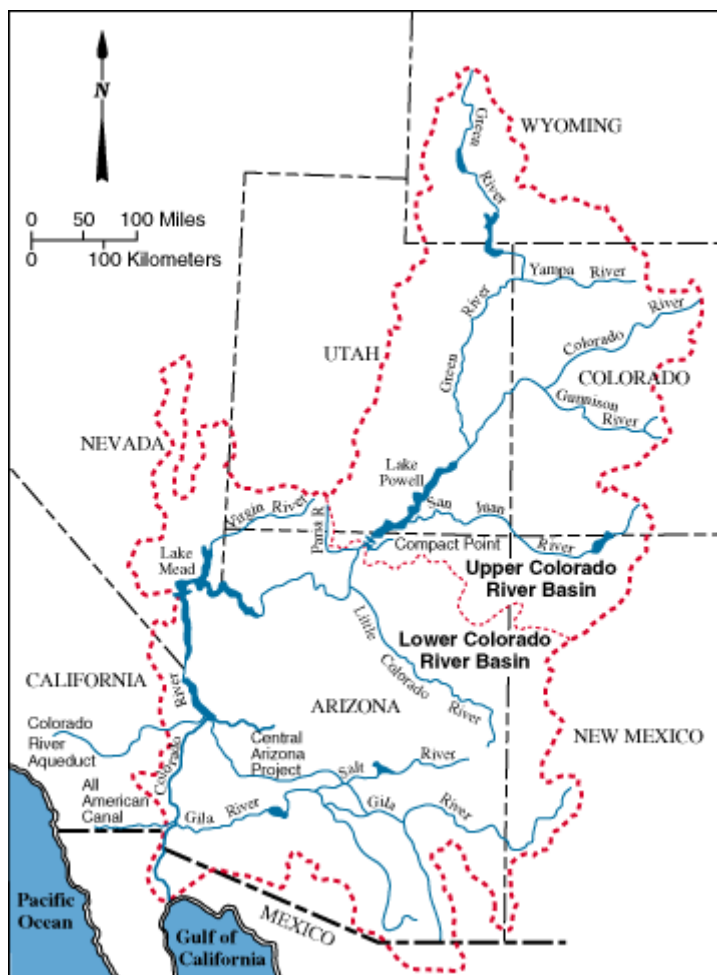 N
WYOMING
Green
River
0 50 100 Miles
0 100 Kilometers
Yampa River
Green River
Colorado River
UTAH
COLORADO
Gunnison
River
NEVADA
Lake
Powell
San Juan
River
Virgin River
Paria R.
Compact Point
Lake
Mead
Upper Colorado
River Basin
Little
Colorado
River
Lower Colorado
River Basin
CALIFORNIA
Colorado River
ARIZONA
NEW MEXICO
Colorado
River
Aqueduct
Central
Arizona
Project
Salt River
All
American
Canal
Gila River
Gila River
Pacific
Ocean
MEXICO
Gulf of
California